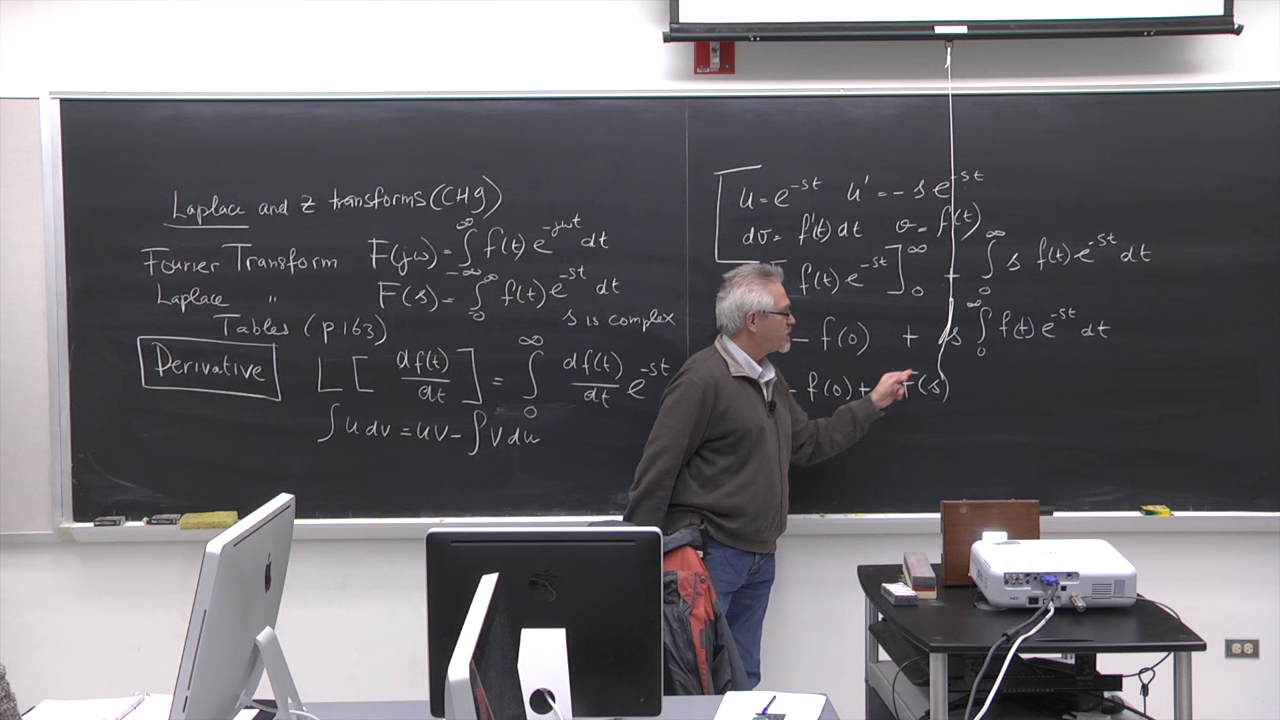 Laplace and z transforms (CH9)
Fourier Transform F(jω) = ∫_{-∞}^{∞} f(t) e^{-jωt} dt
Laplace " F(s) = ∫_{0}^{∞} f(t) e^{-st} dt
Tables (p163) s is complex
Derivative L[ df(t)/dt ] = ∫_{0}^{∞} df(t)/dt e^{-st}
∫ u dv = uv - ∫ v du
u = e^{-st} u' = -s e^{-st}
dv = f'(t) dt v = f(t)
f(t) e^{-st} ]_{0}^{∞} + ∫_{0}^{∞} s f(t) e^{-st} dt
- f(0) + s ∫_{0}^{∞} f(t) e^{-st} dt
- f(0) + F(s)